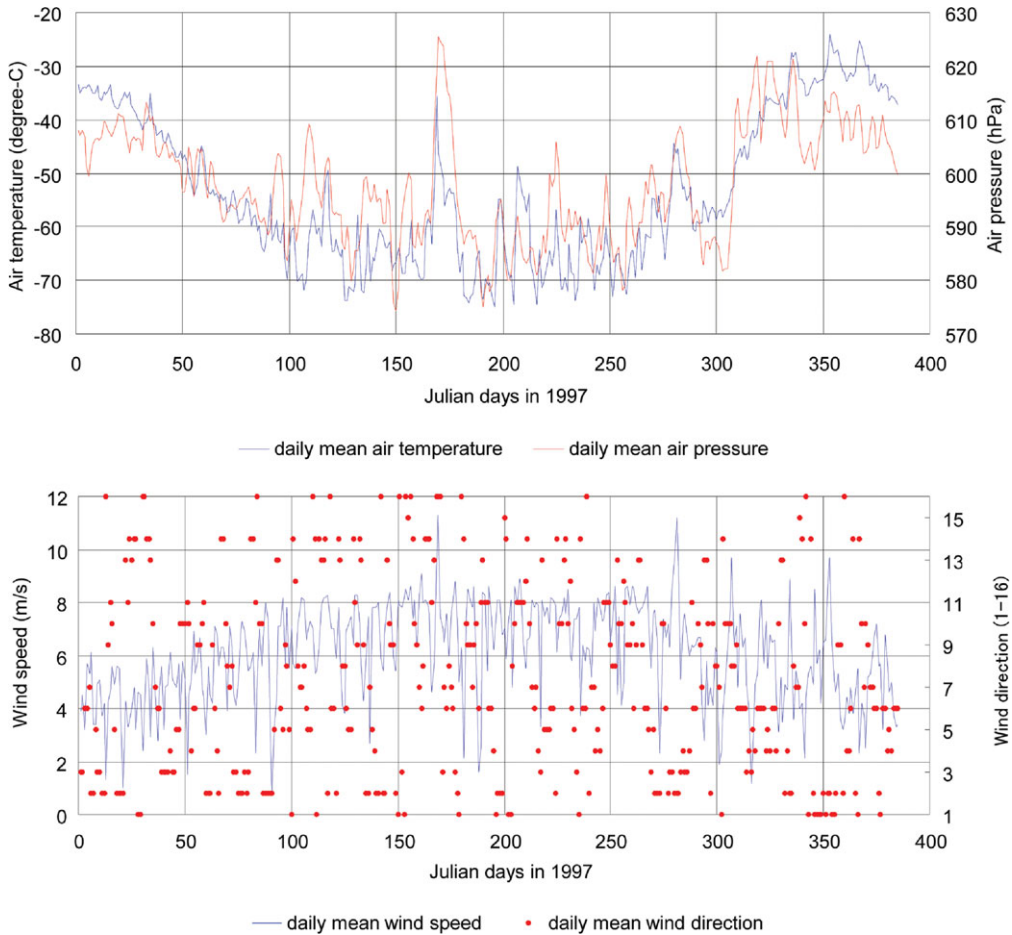 Air temperature (degree-C)
-20
-30
-40
-50
-60
-70
-80
630
620
610
600
590
580
570
Air pressure (hPa)
0 50 100 150 200 250 300 350 400
Julian days in 1997
daily mean air temperature daily mean air pressure
Wind speed (m/s)
12
10
8
6
4
2
0
15
13
11
9
7
5
3
1
Wind direction (1–16)
0 50 100 150 200 250 300 350 400
Julian days in 1997
daily mean wind speed daily mean wind direction